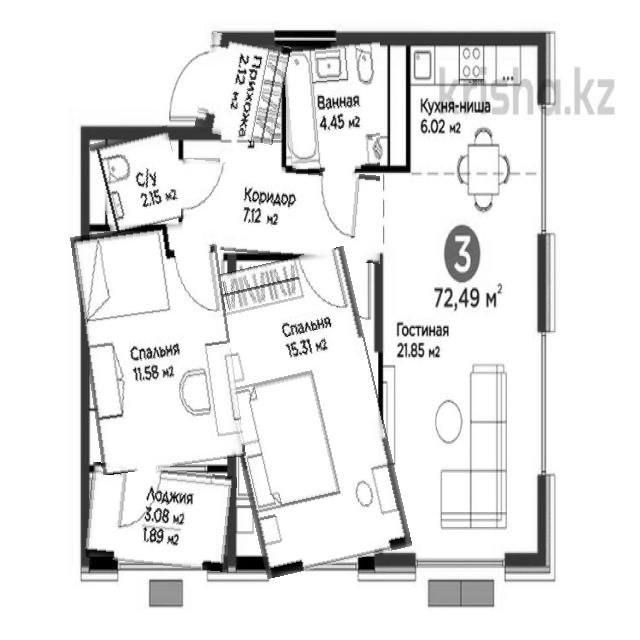 krisha.kz
Прихожая
2.12 м2
Ванная
4.45 м2
Кухня-ниша
6.02 м2
С/у
2.15 м2
Коридор
7.12 м2
3
72,49 м2
Гостиная
21.85 м2
Спальня
15.31 м2
Спальня
11.58 м2
Лоджия
3.08 м2
1.89 м2